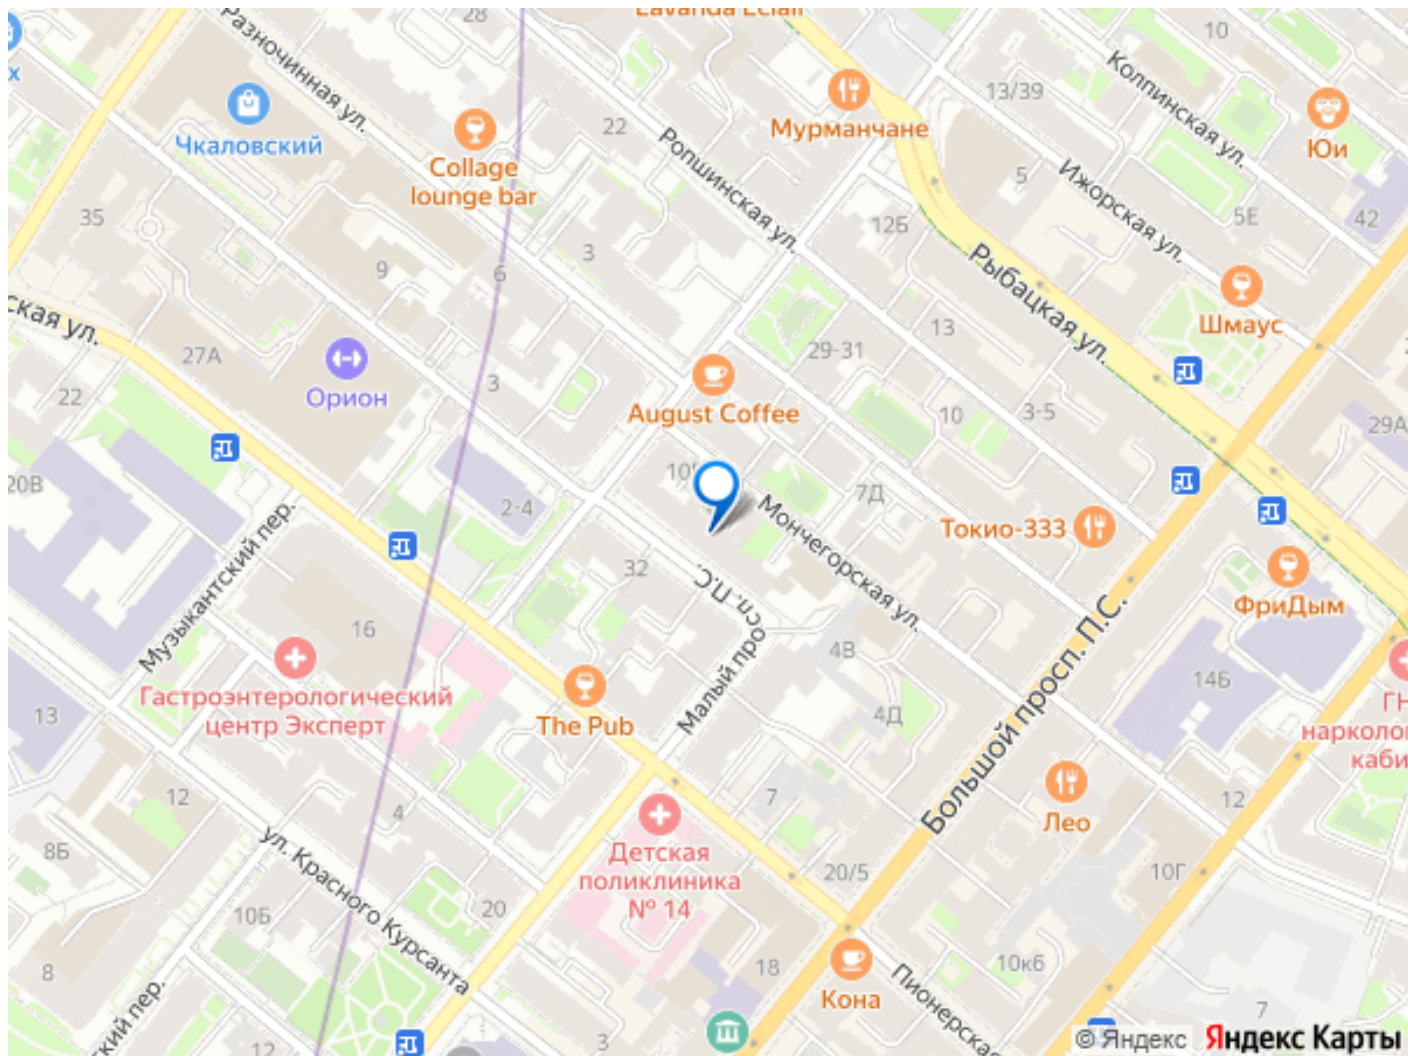 28
Lavanda Eclair
10
Разночинная ул.
Колпинская ул.
13/39
х
22
Мурманчане
Чкаловский
Юи
Collage
lounge bar
Ропшинская ул.
5
Ижорская ул.
35
12Б
5Е
42
3
9
6
Рыбацкая ул.
ская ул.
13
Шмаус
27А
29-31
3
Орион
22
August Coffee
10
3-5
29А
10
20В
7Д
2-4
Мончегорская ул.
Токио-333
Музыкантский пер.
32
Малый просп. П.С.
ФриДым
16
4В
14Б
Гастроэнтерологический
центр Эксперт
The Pub
4Д
13
ГН
нарколог
каби
Большой просп. П.С.
12
7
12
4
Лео
8Б
ул. Красного Курсанта
Детская
поликлиника
№ 14
20/5
10Г
10Б
20
8
18
10к6
Кона
Пионерская
ский пер.
7
12
3
© Яндекс Яндекс Карты